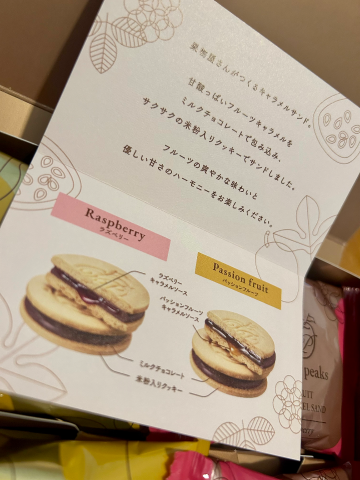 果樹園さんがつくるキャラメルサンド。
甘酸っぱいフルーツキャラメルを
ミルクチョコレートで包み込み、
サクサクの米粉入りクッキーでサンドしました。
フルーツの爽やかな味わいと
優しい甘さのハーモニーをお楽しみください。
Raspberry
ラズベリー
Passion fruit
パッションフルーツ
ラズベリー
キャラメルソース
パッションフルーツ
キャラメルソース
ミルクチョコレート
米粉入りクッキー
peaks